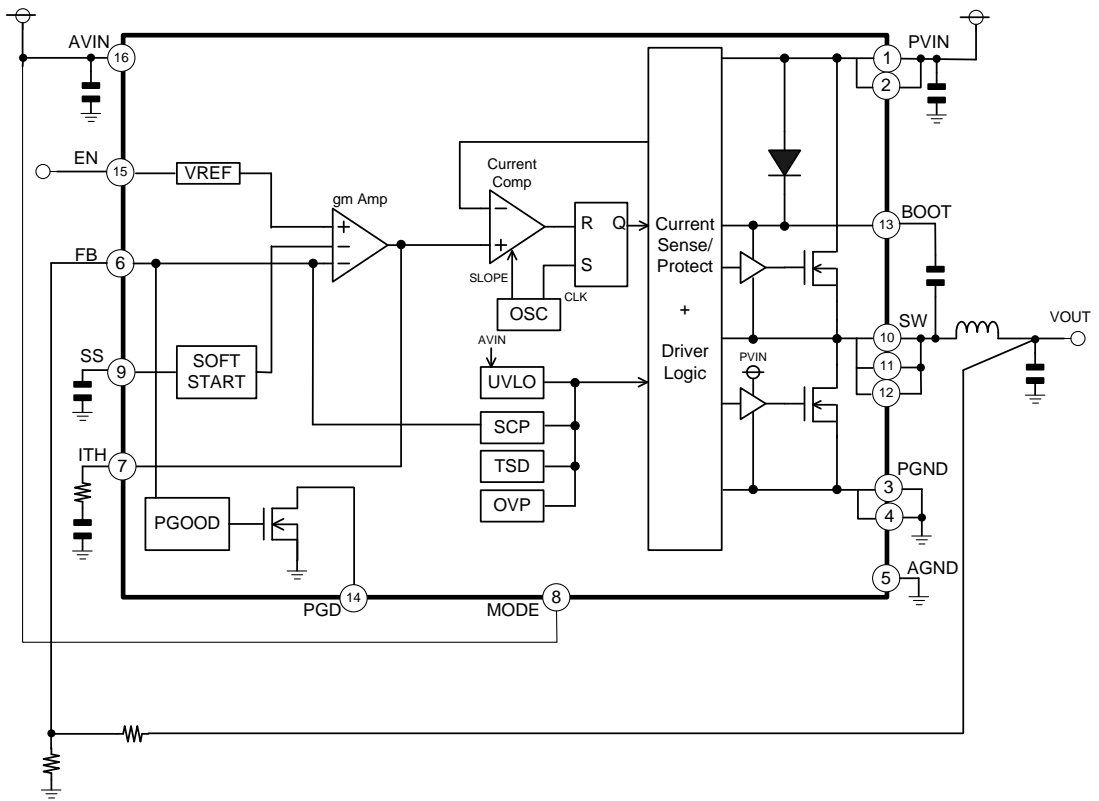 AVIN
16
PVIN
1
2
EN
15
VREF
gm Amp
+
−
−
Current
Comp
−
+
SLOPE
OSC
CLK
R
Q
S
Current
Sense/
Protect
+
Driver
Logic
BOOT
13
FB
6
SS
9
SOFT
START
AVIN
UVLO
SCP
TSD
OVP
PVIN
SW
10
11
12
VOUT
ITH
7
PGOOD
PGND
3
4
AGND
5
PGD
14
MODE
8